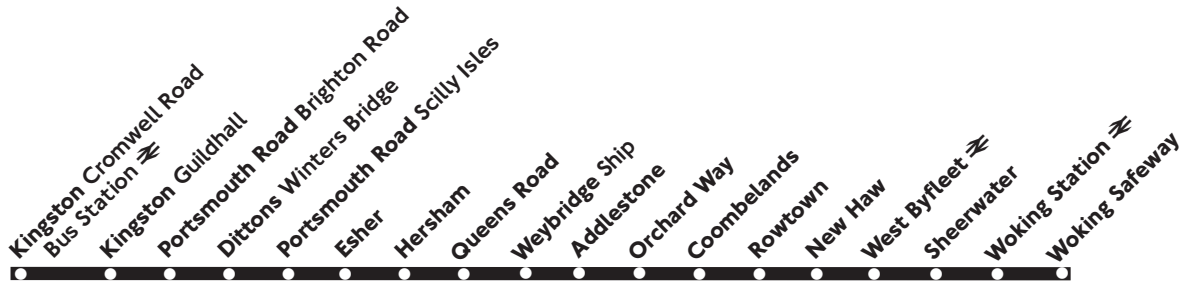 Kingston Cromwell Road
Bus Station
Kingston Guildhall
Portsmouth Road Brighton Road
Dittons Winters Bridge
Portsmouth Road Scilly Isles
Esher
Hersham
Queens Road
Weybridge Ship
Addlestone
Orchard Way
Coombelands
Rowtown
New Haw
West Byfleet
Sheerwater
Woking Station
Woking Safeway